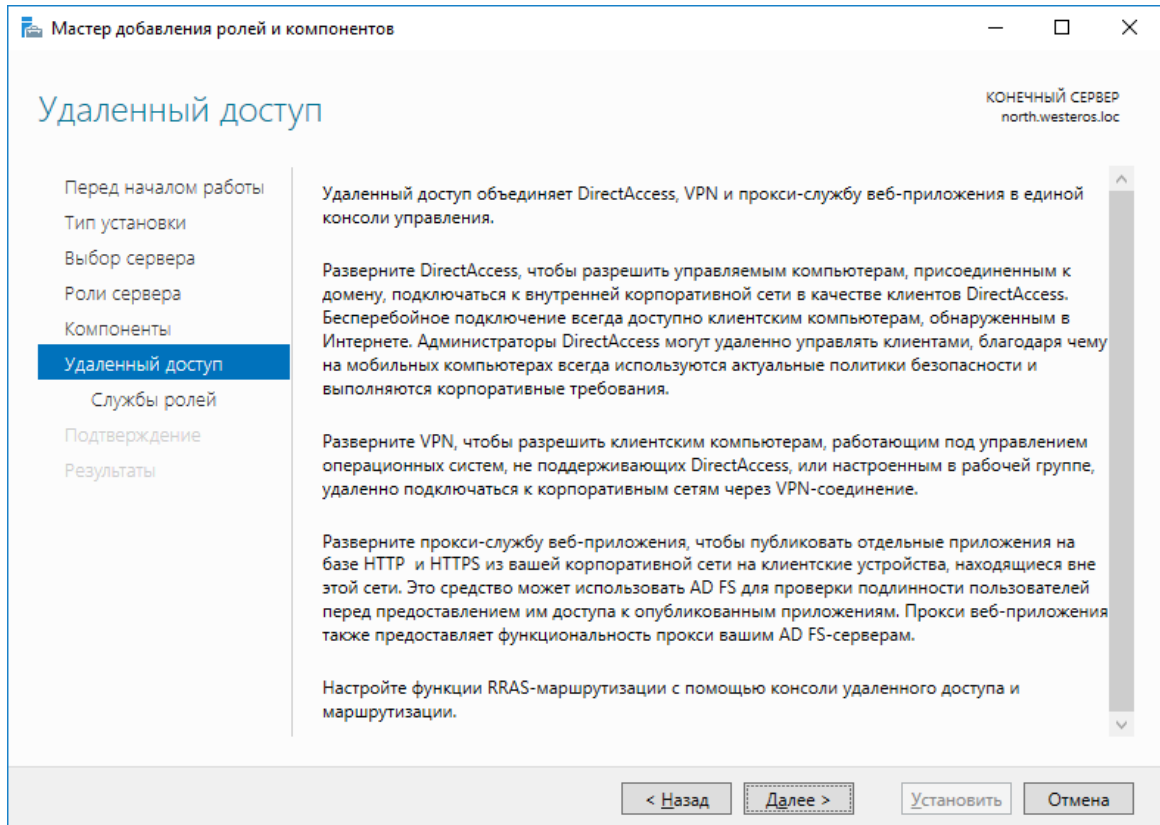 Мастер добавления ролей и компонентов
Удаленный доступ
КОНЕЧНЫЙ СЕРВЕР
north.westeros.loc
Перед началом работы
Тип установки
Выбор сервера
Роли сервера
Компоненты
Удаленный доступ
Службы ролей
Подтверждение
Результаты
Удаленный доступ объединяет DirectAccess, VPN и прокси-службу веб-приложения в единой
консоли управления.
Разверните DirectAccess, чтобы разрешить управляемым компьютерам, присоединенным к
домену, подключаться к внутренней корпоративной сети в качестве клиентов DirectAccess.
Бесперебойное подключение всегда доступно клиентским компьютерам, обнаруженным в
Интернете. Администраторы DirectAccess могут удаленно управлять клиентами, благодаря чему
на мобильных компьютерах всегда используются актуальные политики безопасности и
выполняются корпоративные требования.
Разверните VPN, чтобы разрешить клиентским компьютерам, работающим под управлением
операционных систем, не поддерживающих DirectAccess, или настроенным в рабочей группе,
удаленно подключаться к корпоративным сетям через VPN-соединение.
Разверните прокси-службу веб-приложения, чтобы публиковать отдельные приложения на
базе HTTP и HTTPS из вашей корпоративной сети на клиентские устройства, находящиеся вне
этой сети. Это средство может использовать AD FS для проверки подлинности пользователей
перед предоставлением им доступа к опубликованным приложениям. Прокси веб-приложения
также предоставляет функциональность прокси вашим AD FS-серверам.
Настройте функции RRAS-маршрутизации с помощью консоли удаленного доступа и
маршрутизации.
< Назад
Далее >
Установить
Отмена